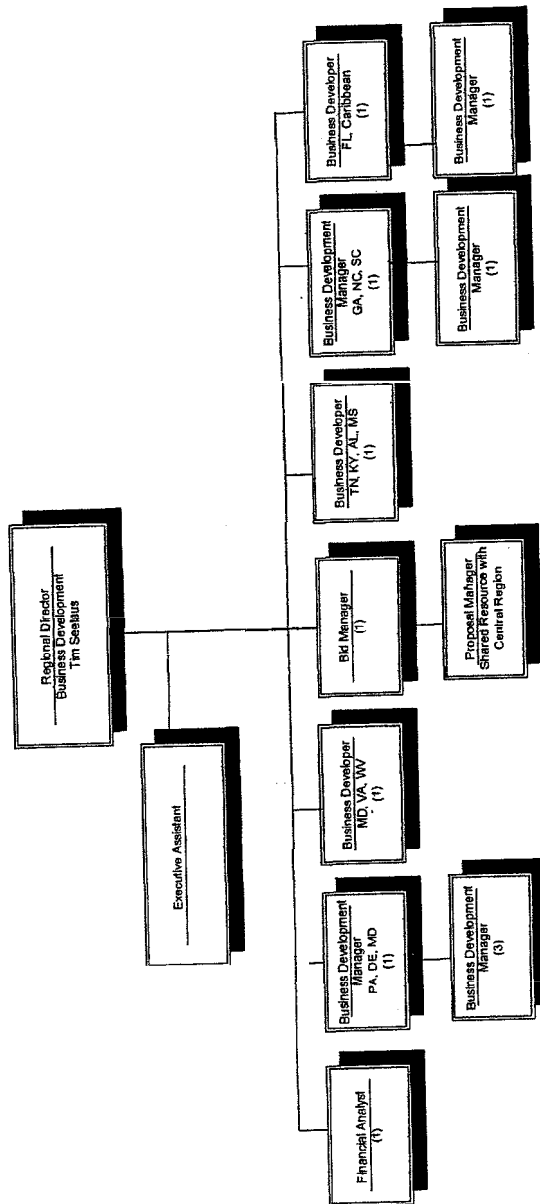 Regional Director
Business Development
Tim Seelaus
Executive Assistant
Financial Analyst
(1)
Business Development
Manager
PA, DE, MD
(1)
Business Developer
MD, VA, WV
(1)
Bid Manager
(1)
Business Developer
TN, KY, AL, MS
(1)
Business Development
Manager
GA, NC, SC
(1)
Business Developer
FL, Caribbean
(1)
Business Development
Manager
(3)
Proposal Manager
Shared Resource with
Central Region
Business Development
Manager
(1)
Business Development
Manager
(1)